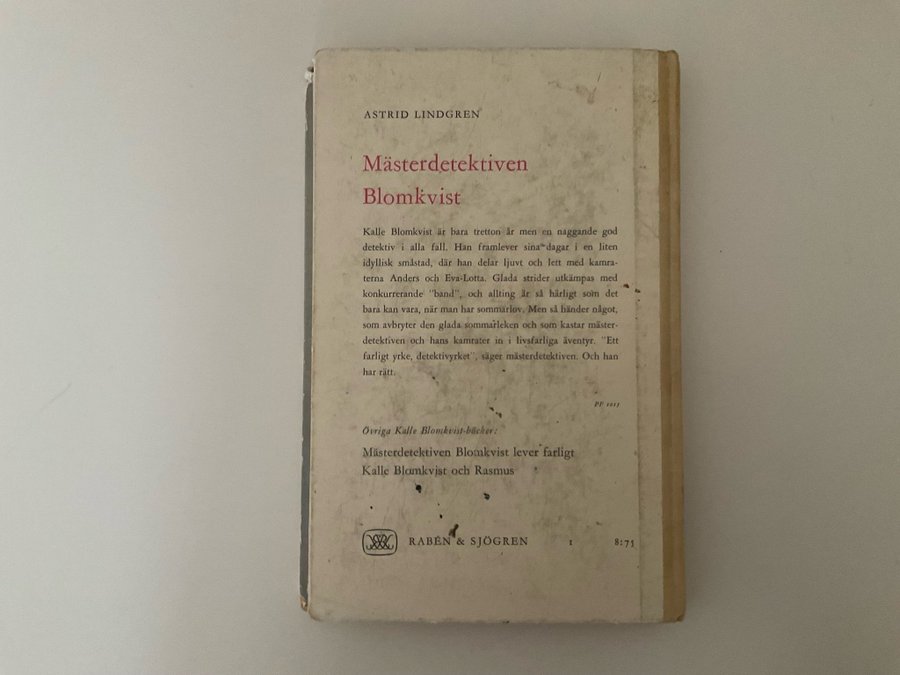 ASTRID LINDGREN
Mästerdetektiven
Blomkvist
Kalle Blomkvist är bara tretton år men en naggande god
detektiv i alla fall. Han framlever sina dagar i en liten
idyllisk småstad, där han delar ljuvt och lett med kamra-
terna Anders och Eva-Lotta. Glada strider utkämpas med
konkurrerande "band", och allting är så härligt som det
bara kan vara, när man har sommarlov. Men så händer något,
som avbryter den glada sommarleken och som kastar mäster-
detektiven och hans kamrater in i livsfarliga äventyr. "Ett
farligt yrke, detektivyrket", säger mästerdetektiven. Och han
har rätt.
PP
Övriga Kalle Blomkvist-böcker:
Mästerdetektiven Blomkvist lever farligt
Kalle Blomkvist och Rasmus
RABÉN & SJÖGREN 1 8:75